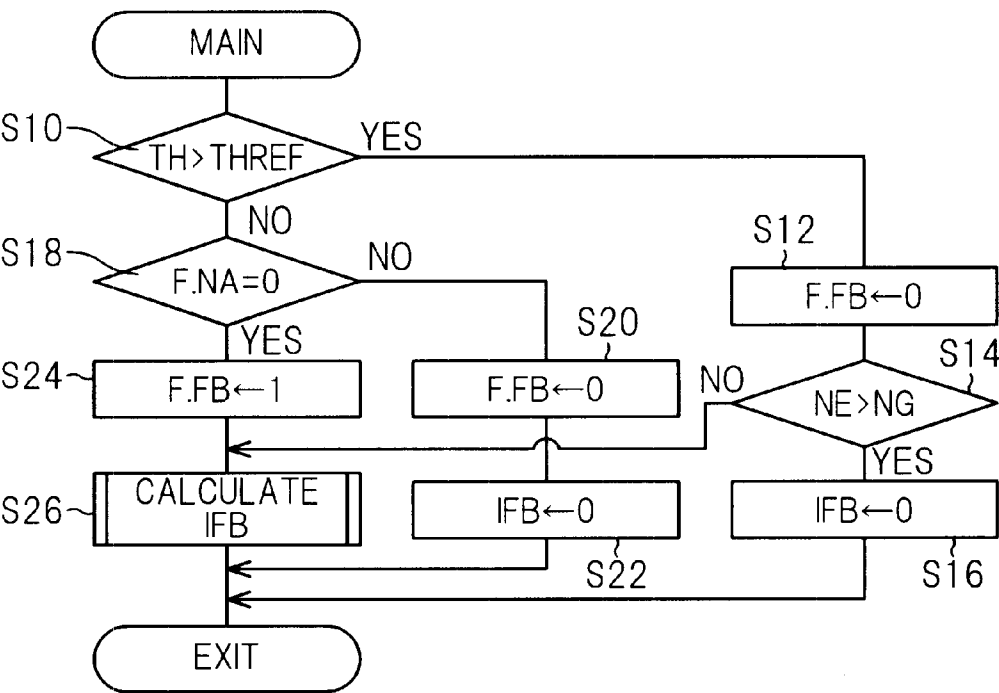 MAIN
S10
TH>THREF
YES
NO
S18
F.NA=0
NO
S12
F.FB←0
YES
S20
S24
F.FB←1
F.FB←0
NO
S14
NE>NG
YES
S26
CALCULATE
IFB
IFB←0
IFB←0
S22
S16
EXIT